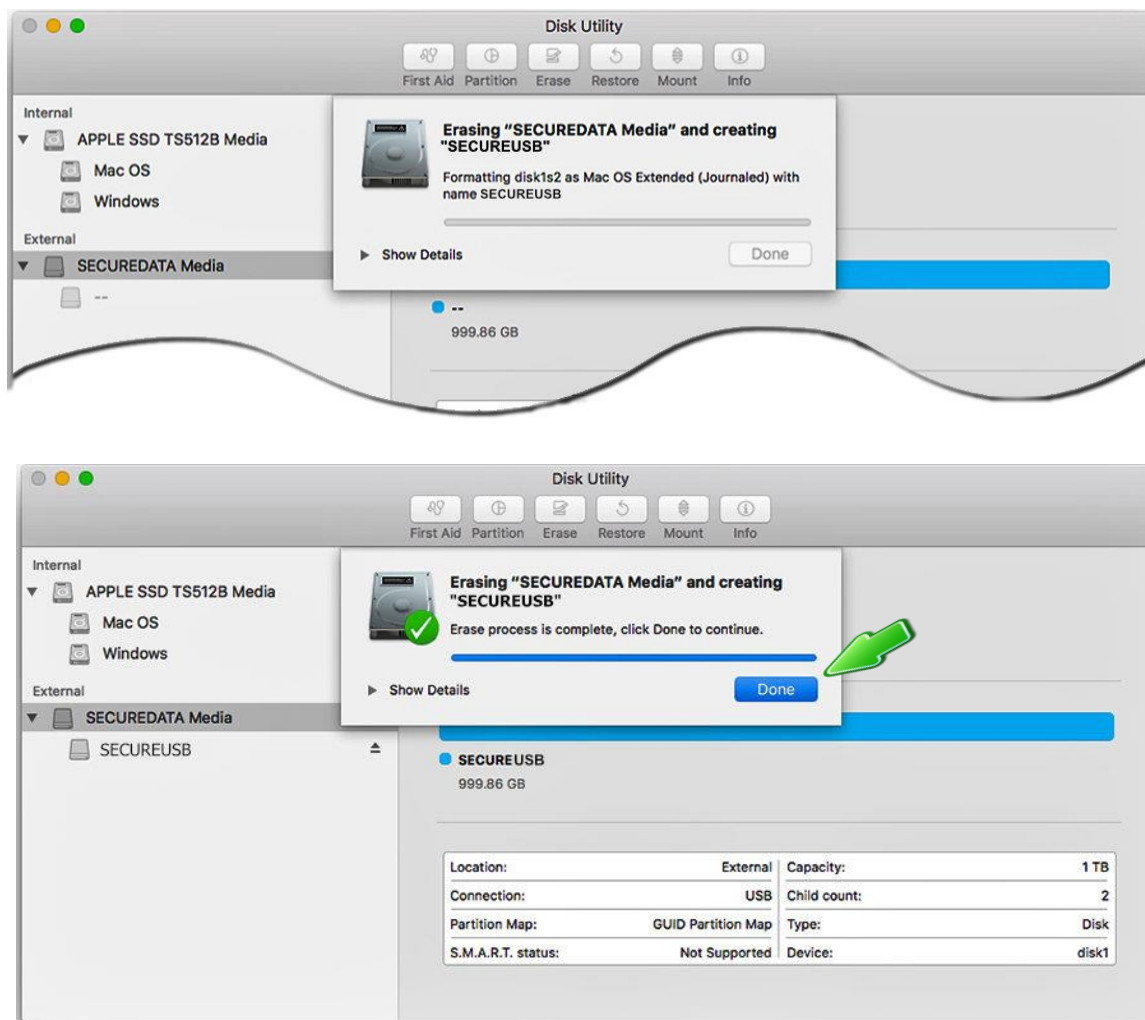 Disk Utility
First Aid Partition Erase Restore Mount Info
Internal
APPLE SSD TS512B Media
Mac OS
Windows
External
SECUREDATA Media
--
Erasing “SECUREDATA Media” and creating
"SECUREUSB"
Formatting disk1s2 as Mac OS Extended (Journaled) with
name SECUREUSB
Show Details
Done
--
999.86 GB
Disk Utility
First Aid Partition Erase Restore Mount Info
Internal
APPLE SSD TS512B Media
Mac OS
Windows
External
SECUREDATA Media
SECUREUSB
Erasing “SECUREDATA Media” and creating
"SECUREUSB"
Erase process is complete, click Done to continue.
Show Details
Done
SECUREUSB
999.86 GB
Location: External Capacity: 1 TB
Connection: USB Child count: 2
Partition Map: GUID Partition Map Type: Disk
S.M.A.R.T. status: Not Supported Device: disk1